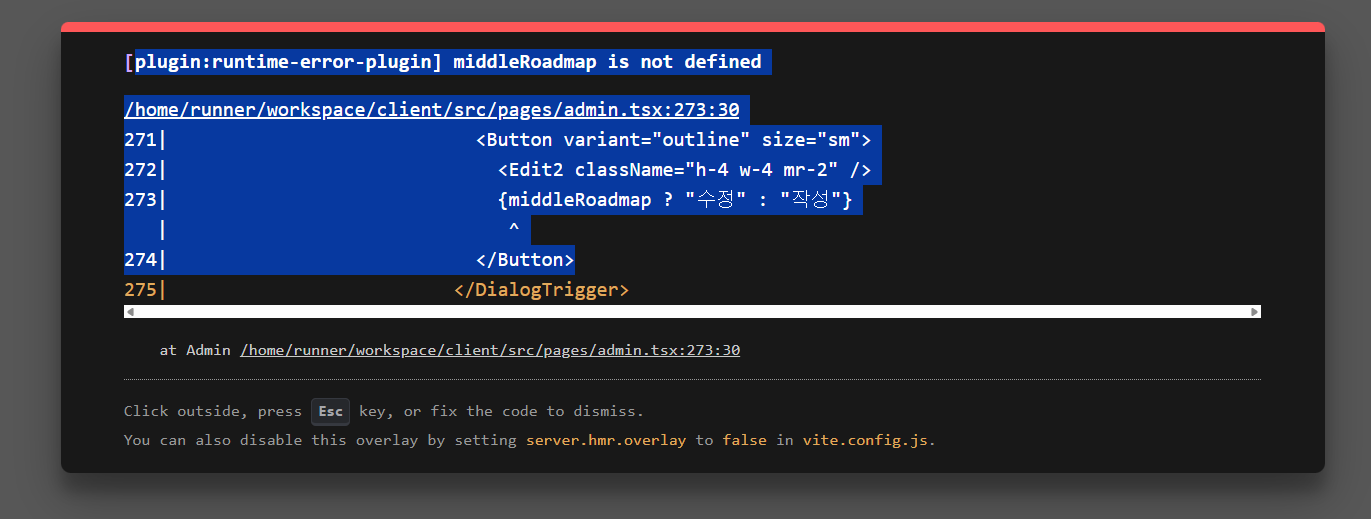 [plugin:runtime-error-plugin] middleRoadmap is not defined
/home/runner/workspace/client/src/pages/admin.tsx:273:30
271|                            <Button variant="outline" size="sm">
272|                              <Edit2 className="h-4 w-4 mr-2" />
273|                              {middleRoadmap ? "수정" : "작성"}
   |                               ^
274|                            </Button>
275|                          </DialogTrigger>
at Admin /home/runner/workspace/client/src/pages/admin.tsx:273:30
Click outside, press Esc key, or fix the code to dismiss.
You can also disable this overlay by setting server.hmr.overlay to false in vite.config.js.